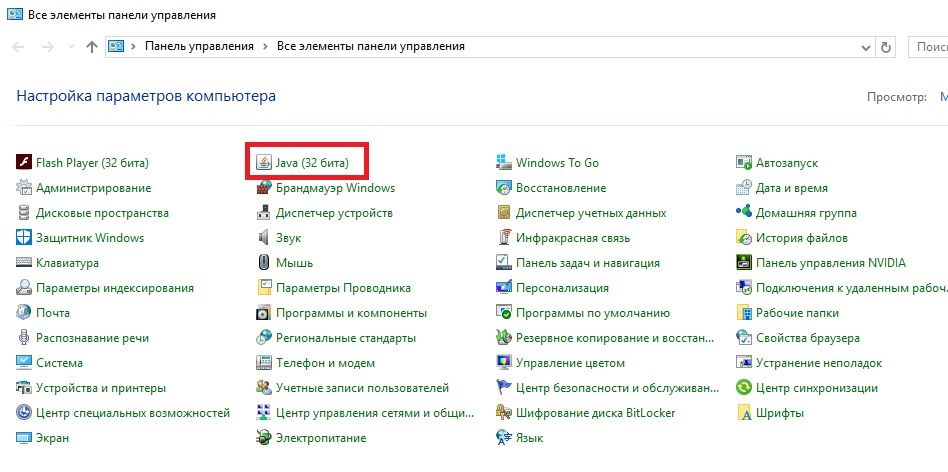 Все элементы панели управления
Панель управления Все элементы панели управления
Поис
Настройка параметров компьютера
Просмотр:
Flash Player (32 бита) Java (32 бита) Windows To Go Автозапуск
Администрирование Брандмауэр Windows Восстановление Дата и время
Дисковые пространства Диспетчер устройств Диспетчер учетных данных Домашняя группа
Защитник Windows Звук Инфракрасная связь История файлов
Клавиатура Мышь Панель задач и навигация Панель управления NVIDIA
Параметры индексирования Параметры Проводника Персонализация Подключения к удаленным рабоч...
Почта Программы и компоненты Программы по умолчанию Рабочие папки
Распознавание речи Региональные стандарты Резервное копирование и восстан... Свойства браузера
Система Телефон и модем Управление цветом Устранение неполадок
Устройства и принтеры Учетные записи пользователей Центр безопасности и обслуживан... Центр синхронизации
Центр специальных возможностей Центр управления сетями и общи... Шифрование диска BitLocker Шрифты
Экран Электропитание Язык